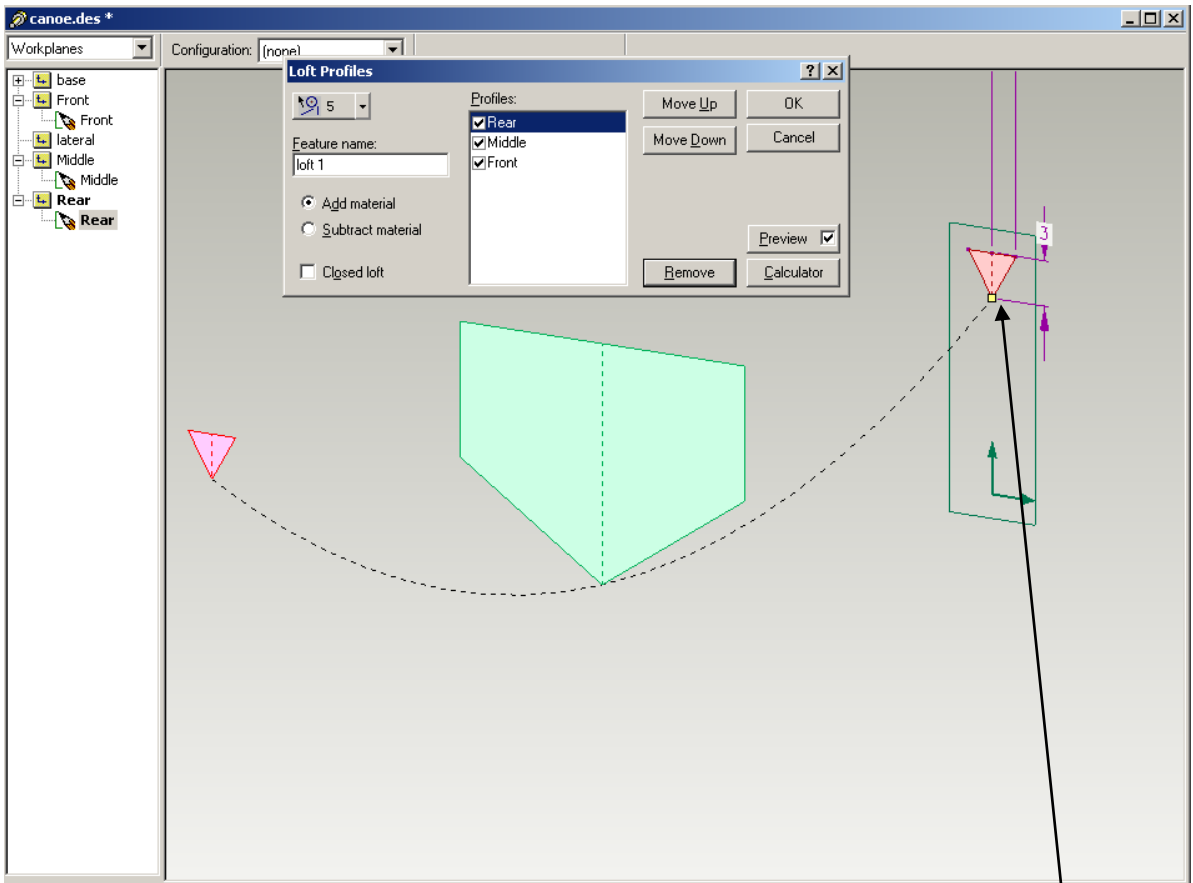 canoe.des *
Workplanes
Configuration: (none)
base
Front
Front
lateral
Middle
Middle
Rear
Rear
Loft Profiles
5
Feature name:
loft 1
Add material
Subtract material
Closed loft
Profiles:
Rear
Middle
Front
Move Up
Move Down
Remove
OK
Cancel
Preview
Calculator
3